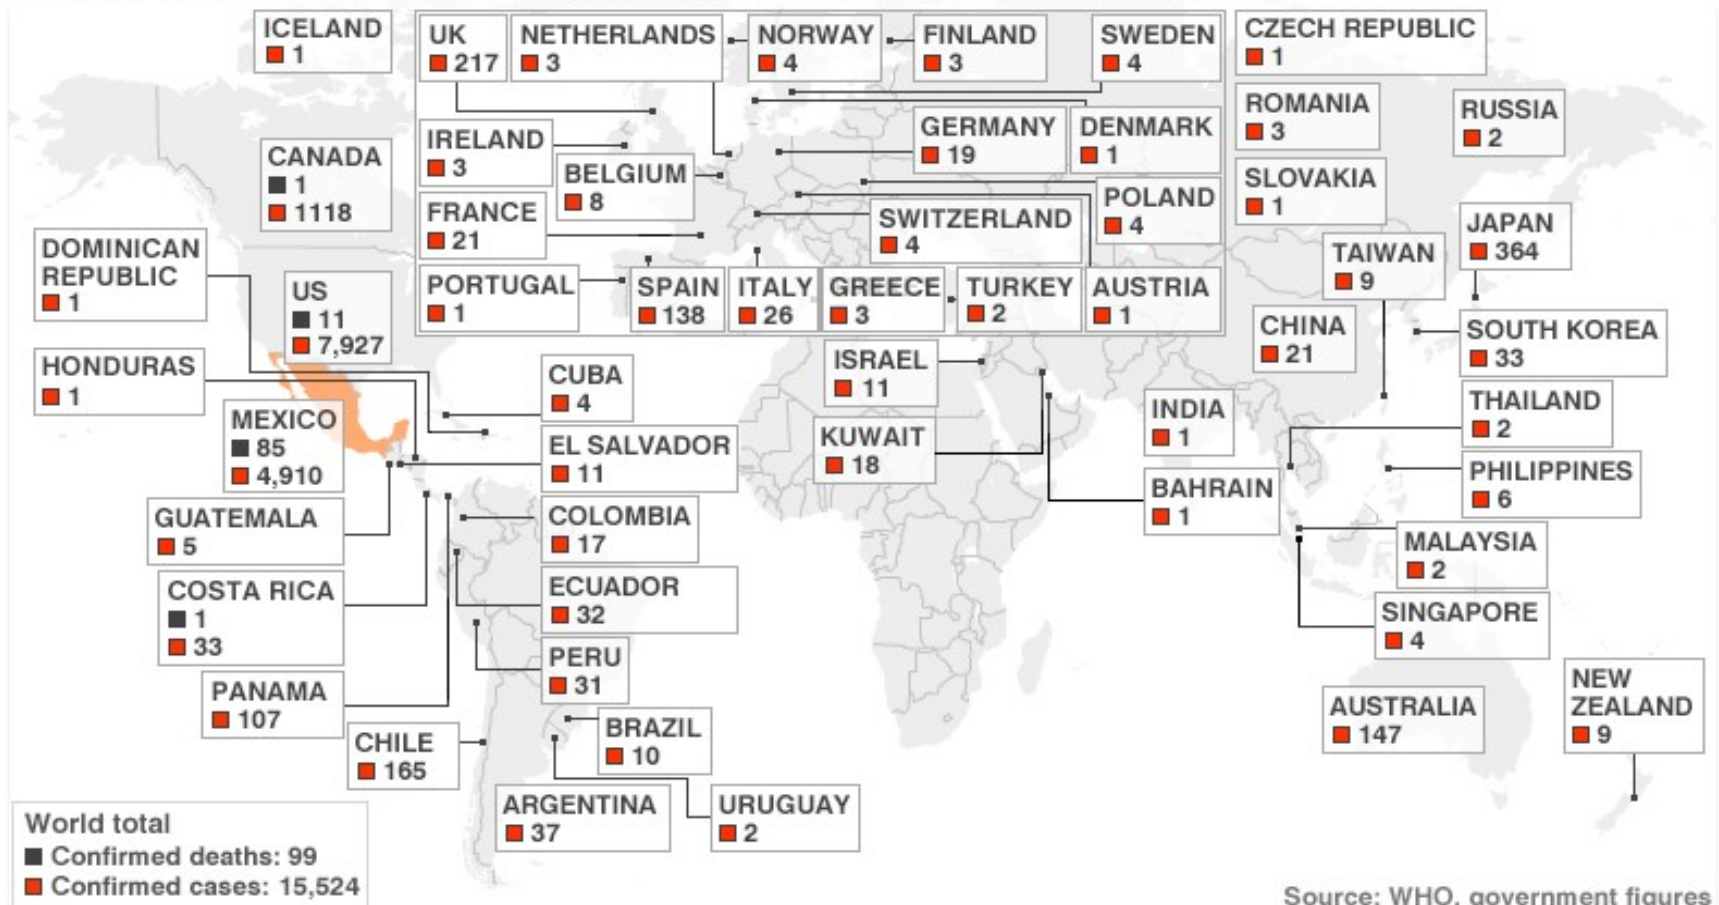 ICELAND
1
UK
217
NETHERLANDS
3
NORWAY
4
FINLAND
3
SWEDEN
4
CZECH REPUBLIC
1
ROMANIA
3
RUSSIA
2
IRELAND
3
GERMANY
19
DENMARK
1
CANADA
1
1118
BELGIUM
8
SLOVAKIA
1
FRANCE
21
SWITZERLAND
4
POLAND
4
JAPAN
364
DOMINICAN
REPUBLIC
1
TAIWAN
9
US
11
7,927
PORTUGAL
1
SPAIN
138
ITALY
26
GREECE
3
TURKEY
2
AUSTRIA
1
CHINA
21
SOUTH KOREA
33
HONDURAS
1
CUBA
4
ISRAEL
11
INDIA
1
THAILAND
2
MEXICO
85
4,910
EL SALVADOR
11
KUWAIT
18
BAHRAIN
1
PHILIPPINES
6
GUATEMALA
5
COLOMBIA
17
MALAYSIA
2
COSTA RICA
1
33
ECUADOR
32
SINGAPORE
4
PERU
31
PANAMA
107
NEW
ZEALAND
9
AUSTRALIA
147
BRAZIL
10
CHILE
165
ARGENTINA
37
URUGUAY
2
World total
Confirmed deaths: 99
Confirmed cases: 15,524
Source: WHO, government figures